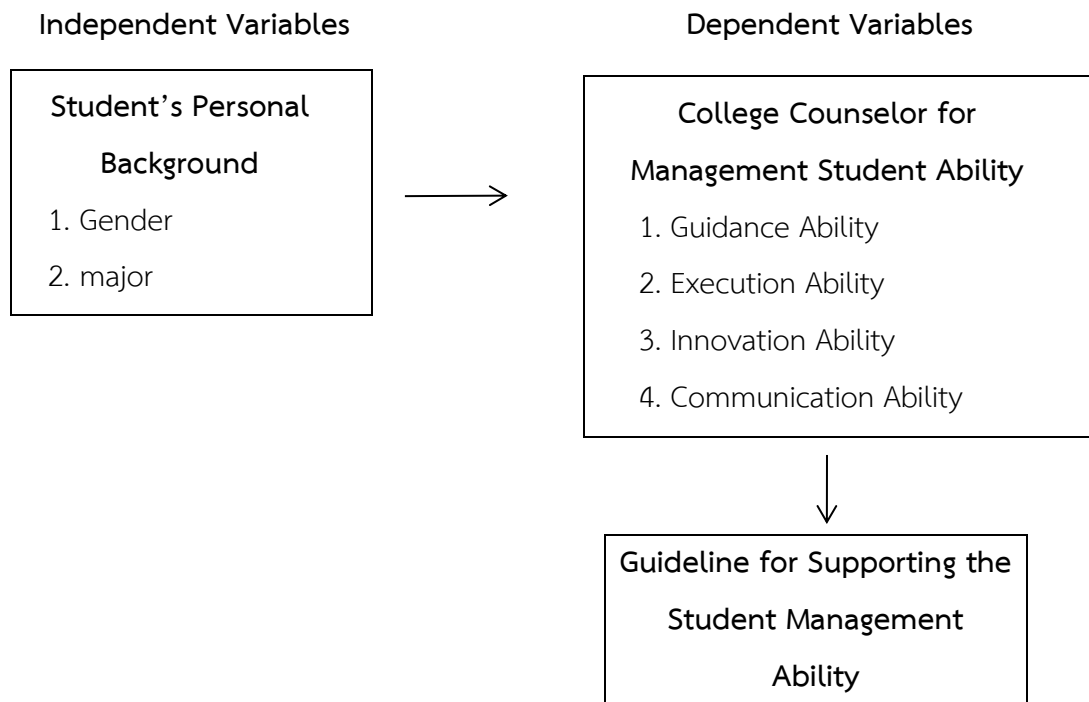 Independent Variables
Student’s Personal
Background
1. Gender
2. major
Dependent Variables
College Counselor for
Management Student Ability
1. Guidance Ability
2. Execution Ability
3. Innovation Ability
4. Communication Ability
Guideline for Supporting the
Student Management
Ability